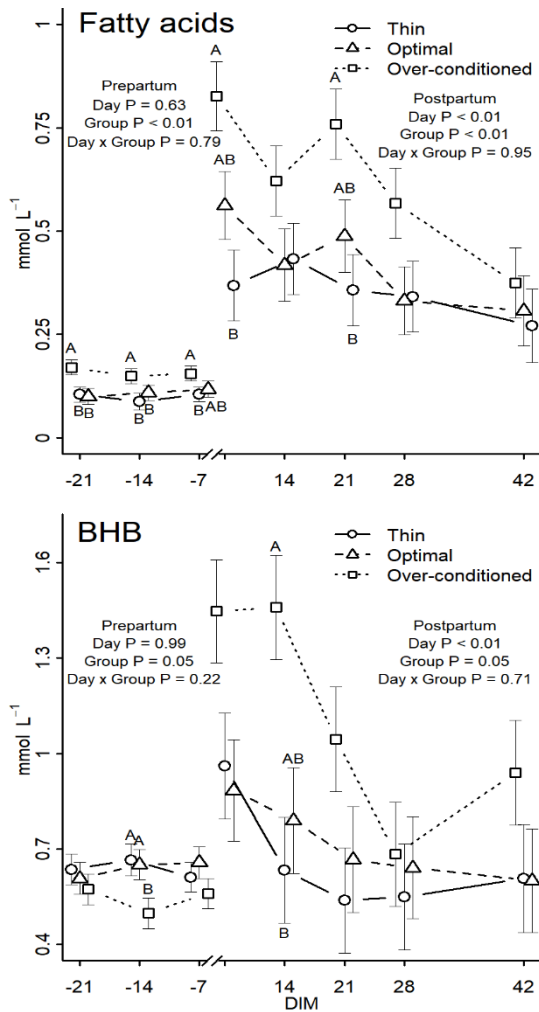 Fatty acids
Thin
Optimal
Over-conditioned
Prepartum
Day P = 0.63
Group P < 0.01
Day x Group P = 0.79
Postpartum
Day P < 0.01
Group P < 0.01
Day x Group P = 0.95
mmol L⁻¹
1
0.75
0.5
0.25
0
A
A
AB
AB
B
B
A
A
A
B
B
B
B
B
AB
-21
-14
-7
14
21
28
42
BHB
Thin
Optimal
Over-conditioned
Prepartum
Day P = 0.99
Group P = 0.05
Day x Group P = 0.22
Postpartum
Day P < 0.01
Group P = 0.05
Day x Group P = 0.71
mmol L⁻¹
1.6
1.3
1
0.7
0.4
A
AB
A
A
B
B
-21
-14
-7
14
21
28
42
DIM